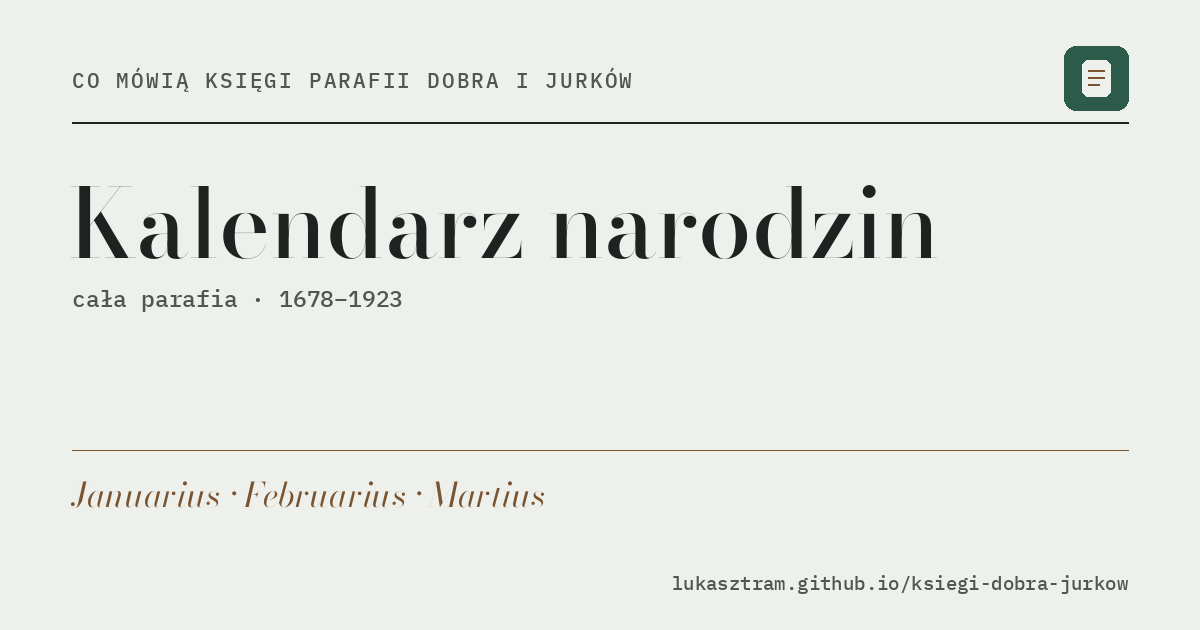 CO MÓWIĄ KSIĘGI PARAFII DOBRA I JURKÓW
Kalendarz narodzin
cała parafia · 1678–1923
Januarius · Februarius · Martius
lukasztram.github.io/ksiegi-dobra-jurkow